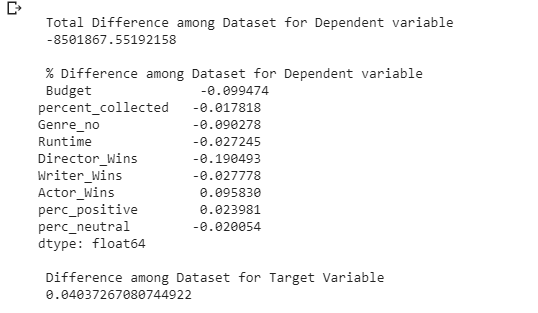 Total Difference among Dataset for Dependent variable
-8501867.55192158
% Difference among Dataset for Dependent variable
Budget -0.099474
percent_collected -0.017818
Genre_no -0.090278
Runtime -0.027245
Director_Wins -0.190493
Writer_Wins -0.027778
Actor_Wins 0.095830
perc_positive 0.023981
perc_neutral -0.020054
dtype: float64
Difference among Dataset for Target Variable
0.04037267080744922